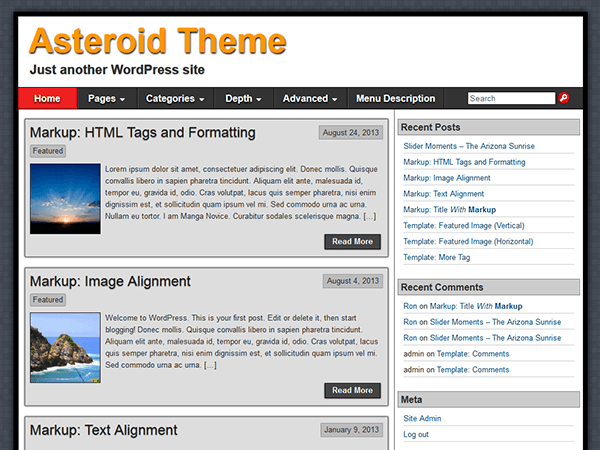 Asteroid Theme
Just another WordPress site
Home Pages Categories Depth Advanced Menu Description Search
Markup: HTML Tags and Formatting
August 24, 2013
Featured
Lorem ipsum dolor sit amet, consectetuer adipiscing elit. Donec mollis. Quisque
convallis libero in sapien pharetra tincidunt. Aliquam elit ante, malesuada id,
tempor eu, gravida id, odio. Cras volutpat, lacus quis semper pharetra, nisi enim
dignissim est, et sollicitudin quam ipsum vel mi. Sed commodo urna ac urna.
Nullam eu tortor. I am Manga Novice. Curabitur sodales scelerisque magna. […]
Read More
Markup: Image Alignment
August 4, 2013
Featured
Welcome to WordPress. This is your first post. Edit or delete it, then start
blogging! Donec mollis. Quisque convallis libero in sapien pharetra tincidunt.
Aliquam elit ante, malesuada id, tempor eu, gravida id, odio. Cras volutpat, lacus
quis semper pharetra, nisi enim dignissim est, et sollicitudin quam ipsum vel mi.
Sed commodo urna ac urna. […]
Read More
Markup: Text Alignment
January 9, 2013
Recent Posts
Slider Moments – The Arizona Sunrise
Markup: HTML Tags and Formatting
Markup: Image Alignment
Markup: Text Alignment
Markup: Title With Markup
Template: Featured Image (Vertical)
Template: Featured Image (Horizontal)
Template: More Tag
Recent Comments
Ron on Markup: Title With Markup
Ron on Slider Moments – The Arizona Sunrise
Ron on Slider Moments – The Arizona Sunrise
admin on Template: Comments
admin on Template: Comments
Meta
Site Admin
Log out